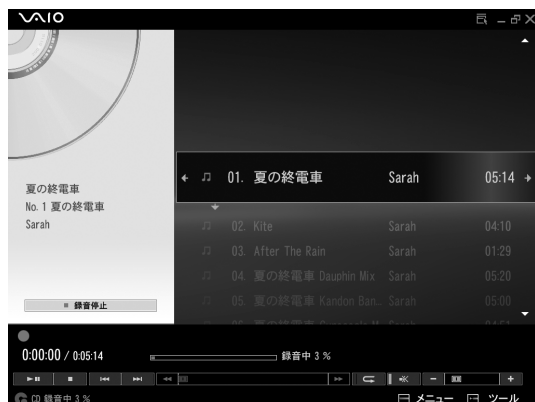 VAIO
夏の終電車
No. 1 夏の終電車
Sarah
録音停止
01. 夏の終電車 Sarah 05:14
02. Kite Sarah 04:10
03. After The Rain Sarah 01:29
04. 夏の終電車 Dauphin Mix Sarah 05:20
05. 夏の終電車 Kandon Ban.. Sarah 05:00
0:00:00 / 0:05:14 録音中 3 %
CD 録音中 3 %
メニュー ツール